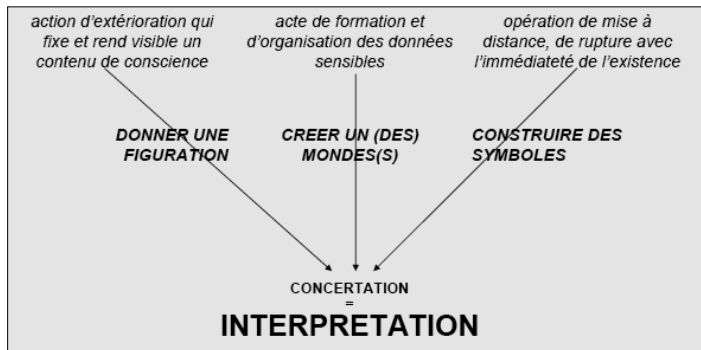 action d'extérioration qui
fixe et rend visible un
contenu de conscience
acte de formation et
d'organisation des données
sensibles
opération de mise à
distance, de rupture avec
l'immédiateté de l'existence
DONNER UNE
FIGURATION
CREER UN (DES)
MONDES(S)
CONSTRUIRE DES
SYMBOLES
CONCERTATION
=
INTERPRETATION